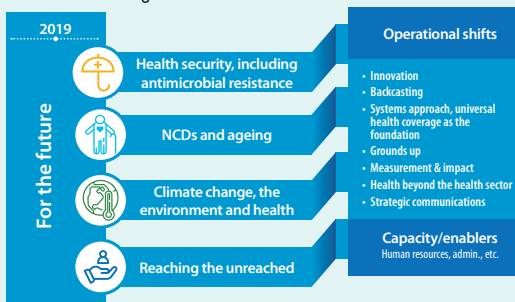 2019
For the future
Health security, including
antimicrobial resistance
NCDs and ageing
Climate change, the
environment and health
Reaching the unreached
Operational shifts
• Innovation
• Backcasting
• Systems approach, universal
health coverage as the
foundation
• Grounds up
• Measurement & impact
• Health beyond the health sector
• Strategic communications
Capacity/enablers
Human resources, admin., etc.